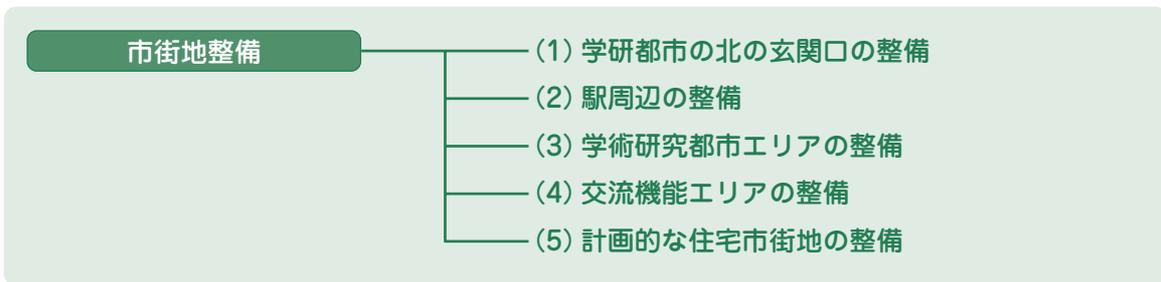 市街地整備
（1）学研都市の北の玄関口の整備
（2）駅周辺の整備
（3）学術研究都市エリアの整備
（4）交流機能エリアの整備
（5）計画的な住宅市街地の整備